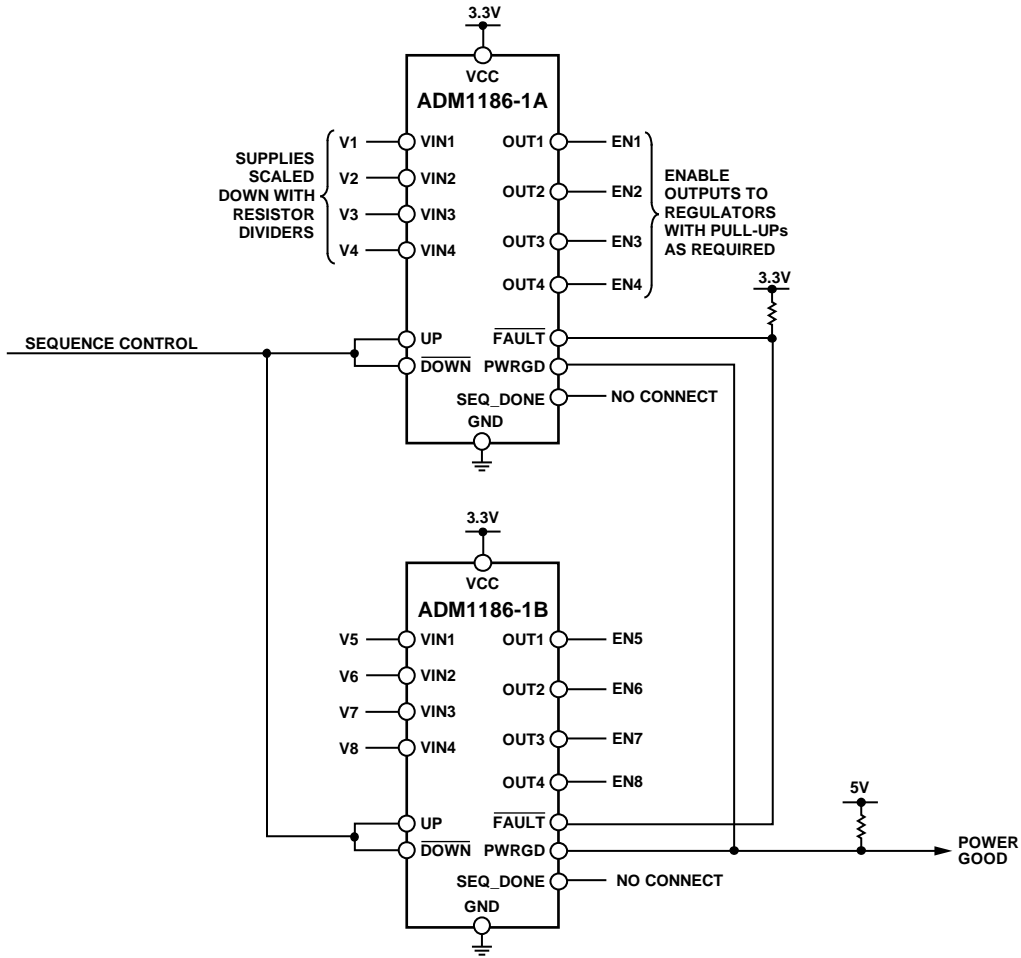 3.3V
VCC
ADM1186-1A
V1
VIN1
OUT1
EN1
SUPPLIES
SCALED
DOWN WITH
RESISTOR
DIVIDERS
V2
VIN2
OUT2
EN2
V3
VIN3
OUT3
EN3
V4
VIN4
OUT4
EN4
ENABLE
OUTPUTS TO
REGULATORS
WITH PULL-UPs
AS REQUIRED
3.3V
SEQUENCE CONTROL
UP
FAULT
DOWN
PWRGD
SEQ_DONE
NO CONNECT
GND
3.3V
VCC
ADM1186-1B
V5
VIN1
OUT1
EN5
V6
VIN2
OUT2
EN6
V7
VIN3
OUT3
EN7
V8
VIN4
OUT4
EN8
5V
UP
FAULT
DOWN
PWRGD
POWER
GOOD
SEQ_DONE
NO CONNECT
GND